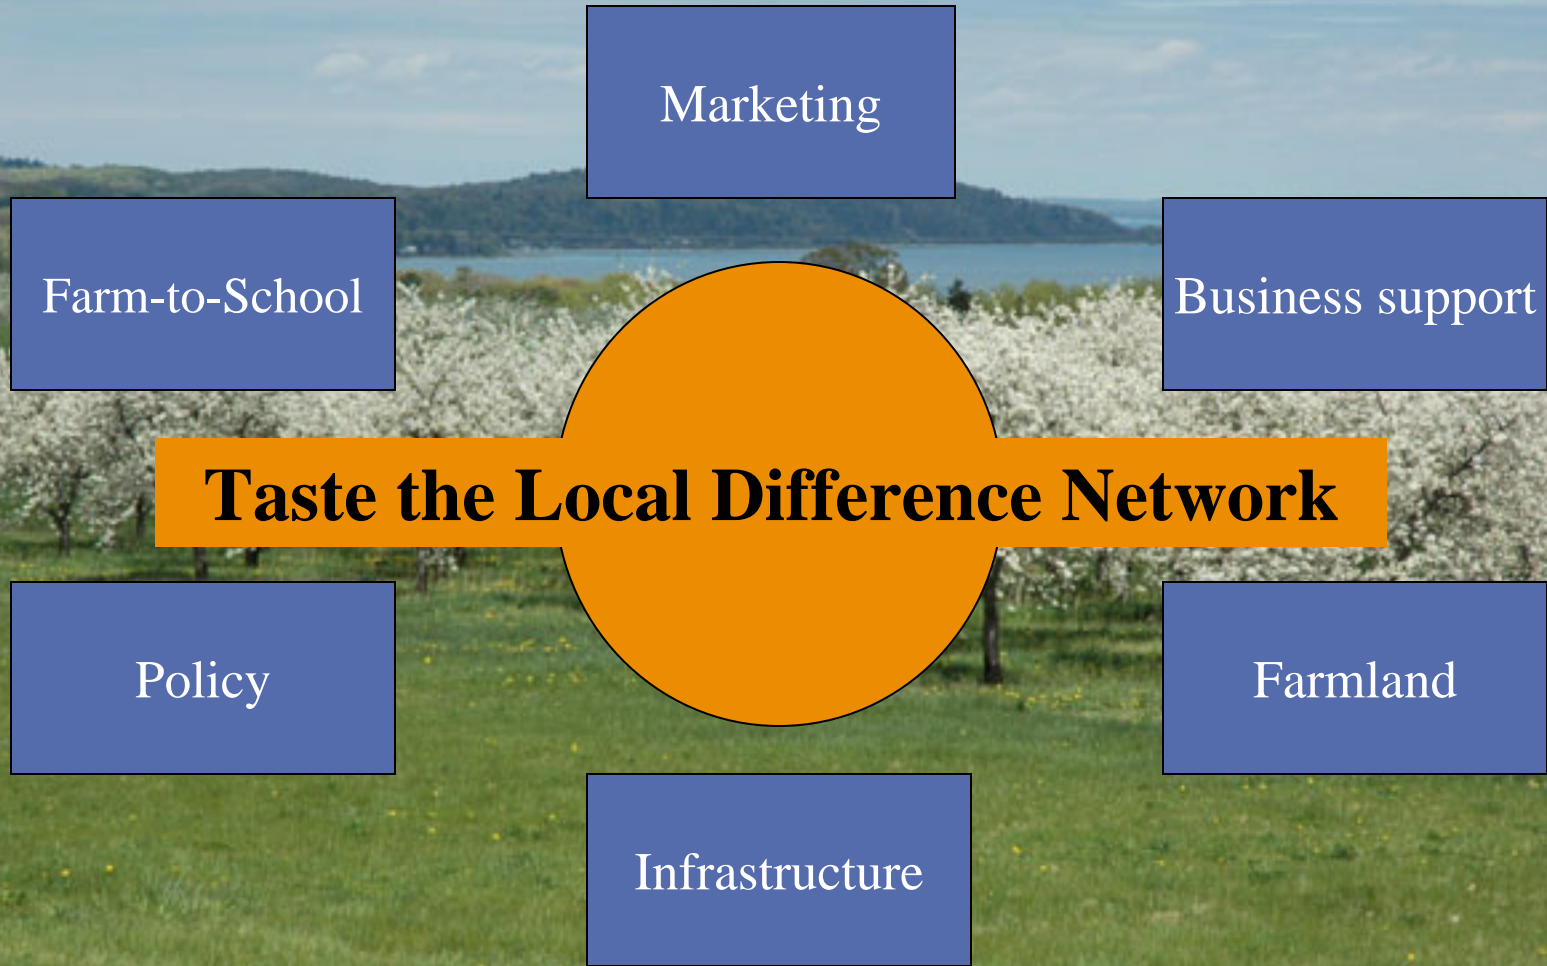 Marketing
Farm-to-School
Business support
Taste the Local Difference Network
Policy
Farmland
Infrastructure